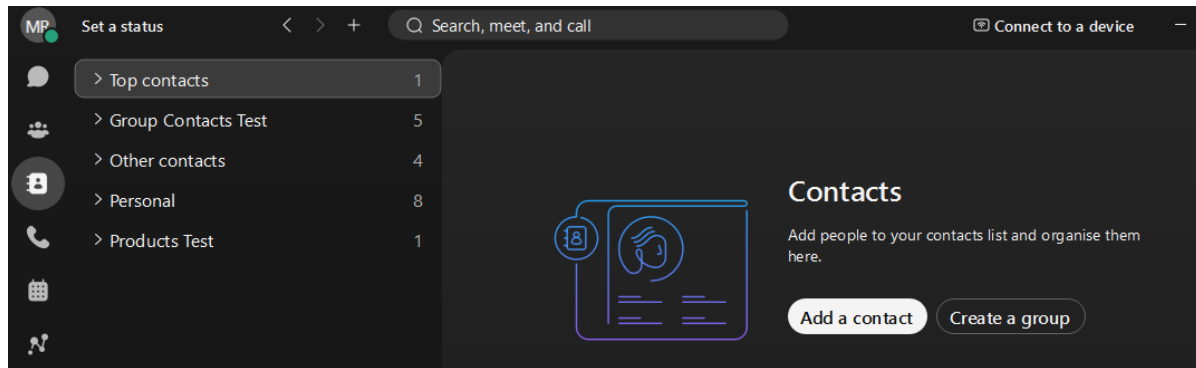 MR Set a status Search, meet, and call Connect to a device
Top contacts 1
Group Contacts Test 5
Other contacts 4
Personal 8
Products Test 1
Contacts
Add people to your contacts list and organise them
here.
Add a contact Create a group